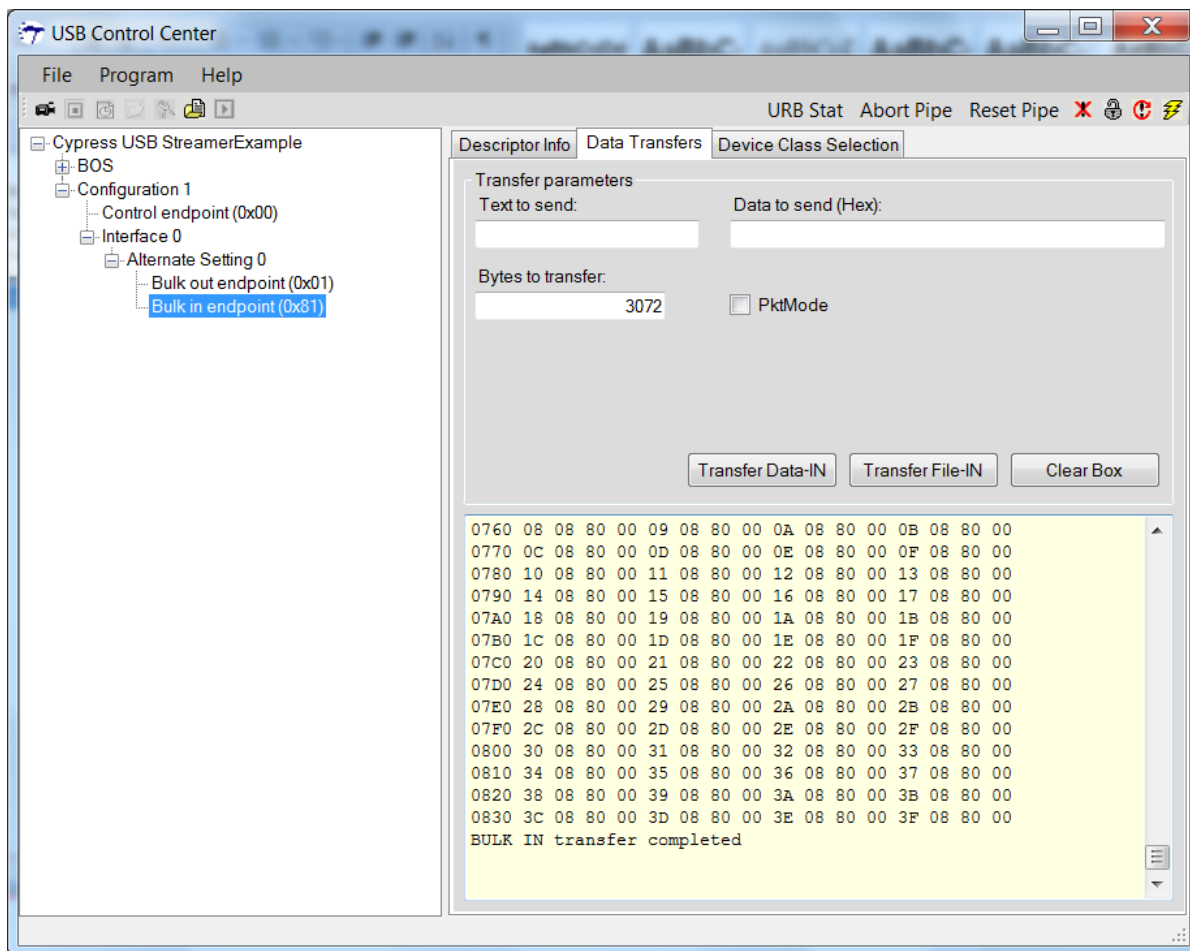 USB Control Center
File Program Help
URB Stat Abort Pipe Reset Pipe
Cypress USB StreamerExample
BOS
Configuration 1
Control endpoint (0x00)
Interface 0
Alternate Setting 0
Bulk out endpoint (0x01)
Bulk in endpoint (0x81)
Descriptor Info Data Transfers Device Class Selection
Transfer parameters
Text to send: Data to send (Hex):
Bytes to transfer:
3072 PktMode
Transfer Data-IN Transfer File-IN Clear Box
0760 08 08 80 00 09 08 80 00 0A 08 80 00 0B 08 80 00
0770 0C 08 80 00 0D 08 80 00 0E 08 80 00 0F 08 80 00
0780 10 08 80 00 11 08 80 00 12 08 80 00 13 08 80 00
0790 14 08 80 00 15 08 80 00 16 08 80 00 17 08 80 00
07A0 18 08 80 00 19 08 80 00 1A 08 80 00 1B 08 80 00
07B0 1C 08 80 00 1D 08 80 00 1E 08 80 00 1F 08 80 00
07C0 20 08 80 00 21 08 80 00 22 08 80 00 23 08 80 00
07D0 24 08 80 00 25 08 80 00 26 08 80 00 27 08 80 00
07E0 28 08 80 00 29 08 80 00 2A 08 80 00 2B 08 80 00
07F0 2C 08 80 00 2D 08 80 00 2E 08 80 00 2F 08 80 00
0800 30 08 80 00 31 08 80 00 32 08 80 00 33 08 80 00
0810 34 08 80 00 35 08 80 00 36 08 80 00 37 08 80 00
0820 38 08 80 00 39 08 80 00 3A 08 80 00 3B 08 80 00
0830 3C 08 80 00 3D 08 80 00 3E 08 80 00 3F 08 80 00
BULK IN transfer completed